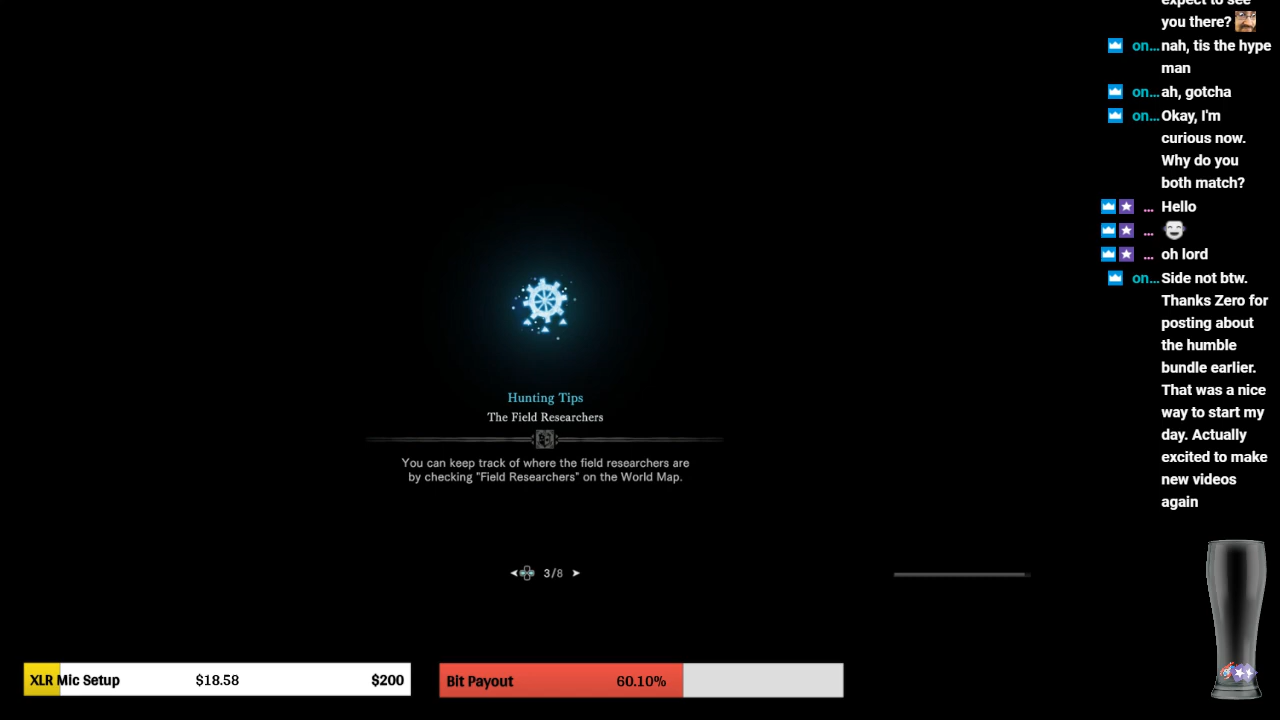 you there?
on... nah, tis the hype
man
on... ah, gotcha
on... Okay, I'm
curious now.
Why do you
both match?
... Hello
...
... oh lord
on... Side not btw.
Thanks Zero for
posting about
the humble
bundle earlier.
That was a nice
way to start my
day. Actually
excited to make
new videos
again
Hunting Tips
The Field Researchers
You can keep track of where the field researchers are
by checking "Field Researchers" on the World Map.
3/8
XLR Mic Setup $18.58 $200
Bit Payout 60.10%